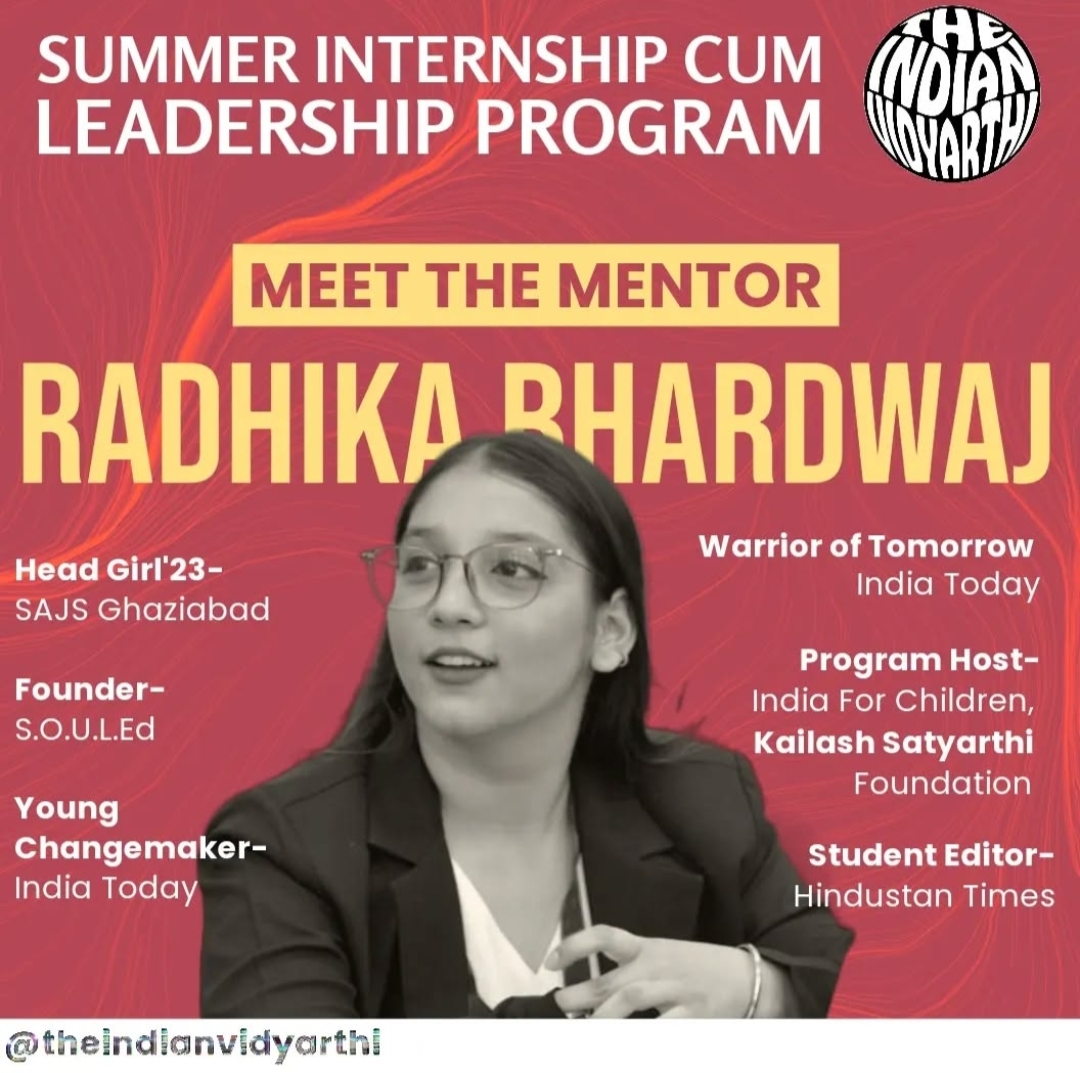 SUMMER INTERNSHIP CUM
LEADERSHIP PROGRAM
THE
INDIAN
VIDYARTHI
MEET THE MENTOR
RADHIKA BHARDWAJ
Head Girl'23-
SAJS Ghaziabad
Founder-
S.O.U.L.Ed
Young
Changemaker-
India Today
Warrior of Tomorrow
India Today
Program Host-
India For Children,
Kailash Satyarthi
Foundation
Student Editor-
Hindustan Times
@theindianvidyarthi